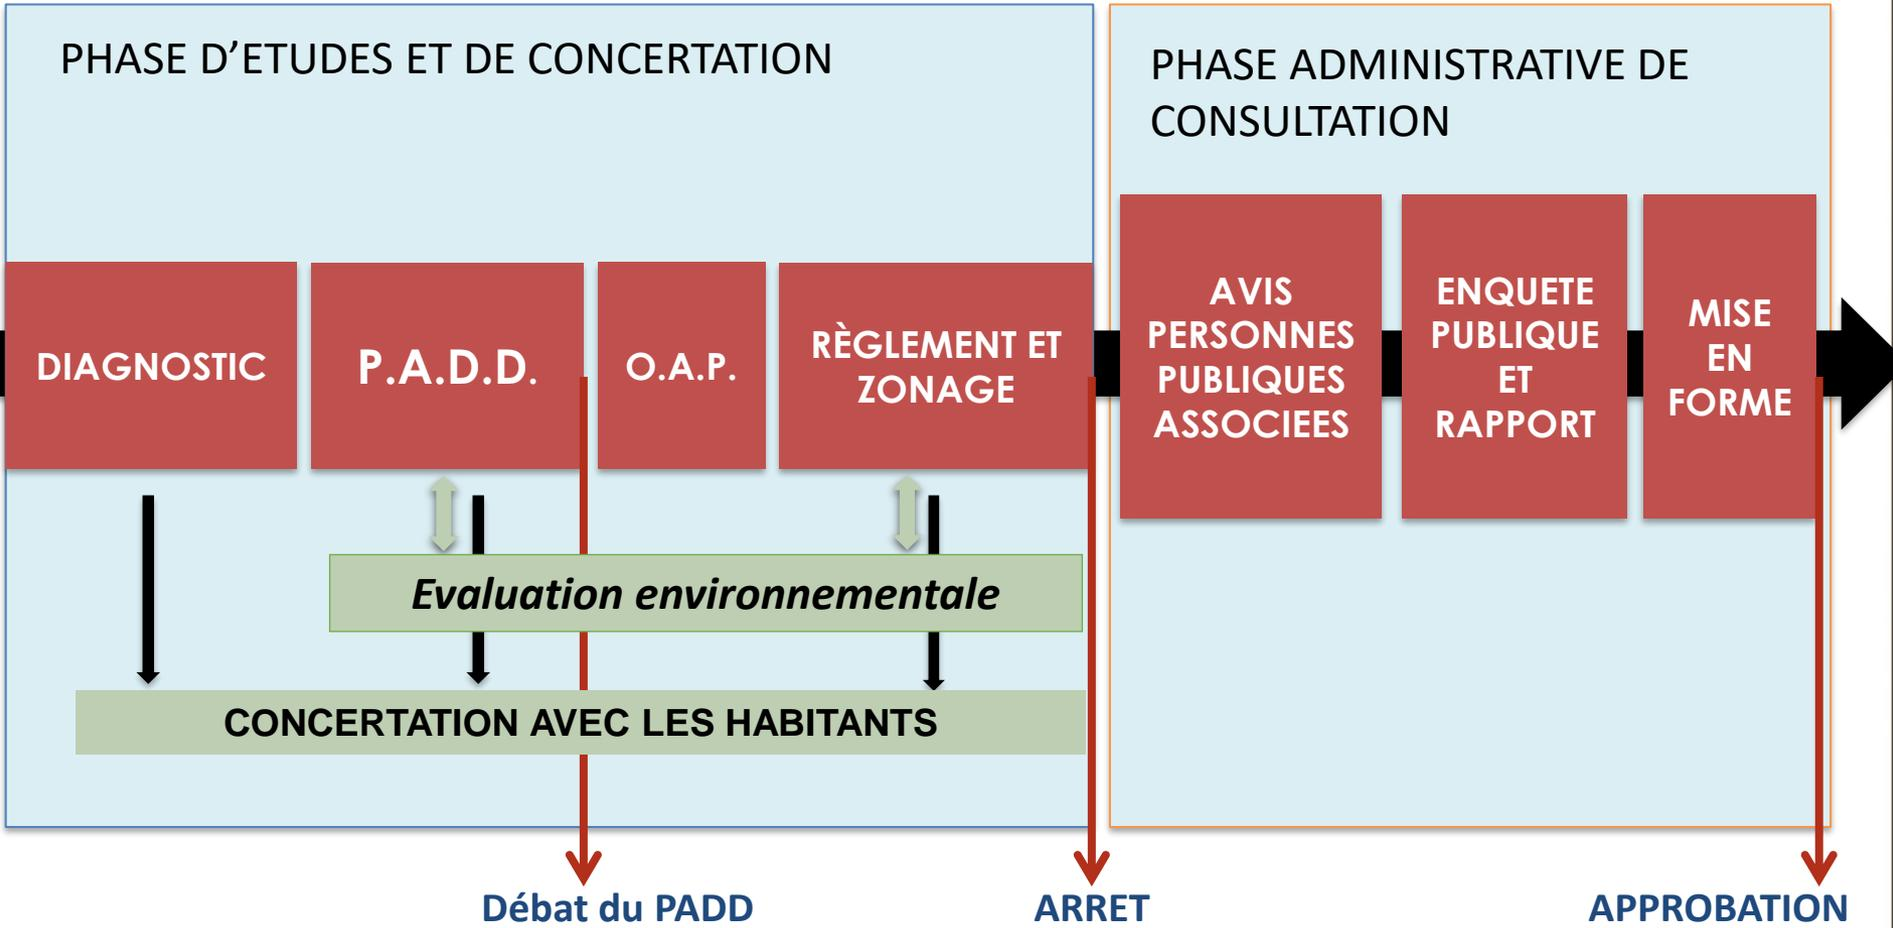 PHASE D’ETUDES ET DE CONCERTATION
PHASE ADMINISTRATIVE DE
CONSULTATION
DIAGNOSTIC
P.A.D.D.
O.A.P.
RÈGLEMENT ET
ZONAGE
AVIS
PERSONNES
PUBLIQUES
ASSOCIEES
ENQUETE
PUBLIQUE
ET
RAPPORT
MISE
EN
FORME
Evaluation environnementale
CONCERTATION AVEC LES HABITANTS
Débat du PADD
ARRET
APPROBATION